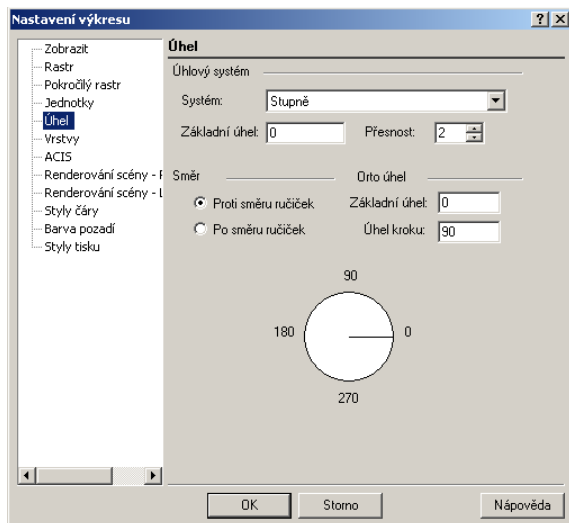 Nastavení výkresu
Zobrazit
Rastr
Pokročilý rastr
Jednotky
Úhel
Vrstvy
ACIS
Renderování scény -
Renderování scény -
Styly čáry
Barva pozadí
Styly tisku
Úhel
Úhlový systém
Systém: Stupně
Základní úhel: 0 Přesnost: 2
Směr Orto úhel
Proti směru ručiček Základní úhel: 0
Po směru ručiček Úhel kroku: 90
90
180 0
270
OK Storno Nápověda